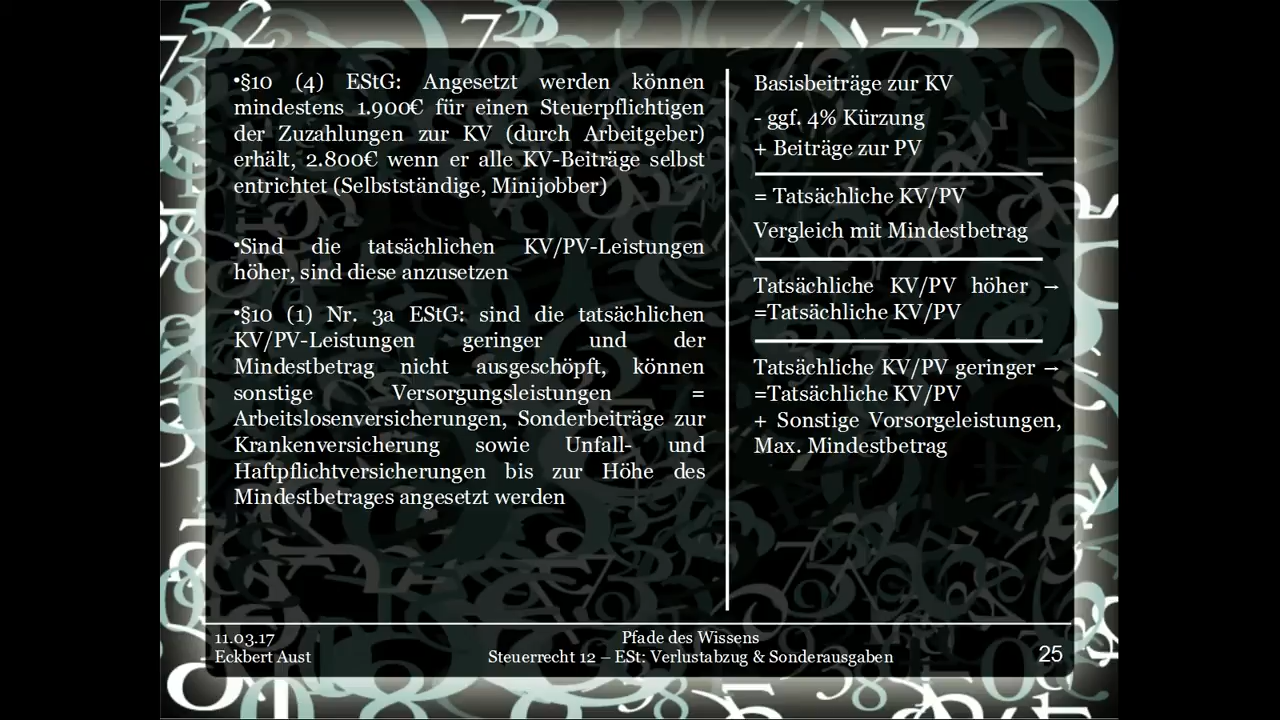 •§10 (4) EStG: Angesetzt werden können
mindestens 1.900€ für einen Steuerpflichtigen
der Zuzahlungen zur KV (durch Arbeitgeber)
erhält, 2.800€ wenn er alle KV-Beiträge selbst
entrichtet (Selbstständige, Minijobber)
•Sind die tatsächlichen KV/PV-Leistungen
höher, sind diese anzusetzen
•§10 (1) Nr. 3a EStG: sind die tatsächlichen
KV/PV-Leistungen geringer und der
Mindestbetrag nicht ausgeschöpft, können
sonstige Versorgungsleistungen =
Arbeitslosenversicherungen, Sonderbeiträge zur
Krankenversicherung sowie Unfall- und
Haftpflichtversicherungen bis zur Höhe des
Mindestbetrages angesetzt werden
Basisbeiträge zur KV
- ggf. 4% Kürzung
+ Beiträge zur PV
= Tatsächliche KV/PV
Vergleich mit Mindestbetrag
Tatsächliche KV/PV höher →
=Tatsächliche KV/PV
Tatsächliche KV/PV geringer →
=Tatsächliche KV/PV
+ Sonstige Vorsorgeleistungen,
Max. Mindestbetrag
11.03.17
Eckbert Aust
Pfade des Wissens
Steuerrecht 12 – ESt: Verlustabzug & Sonderausgaben
25